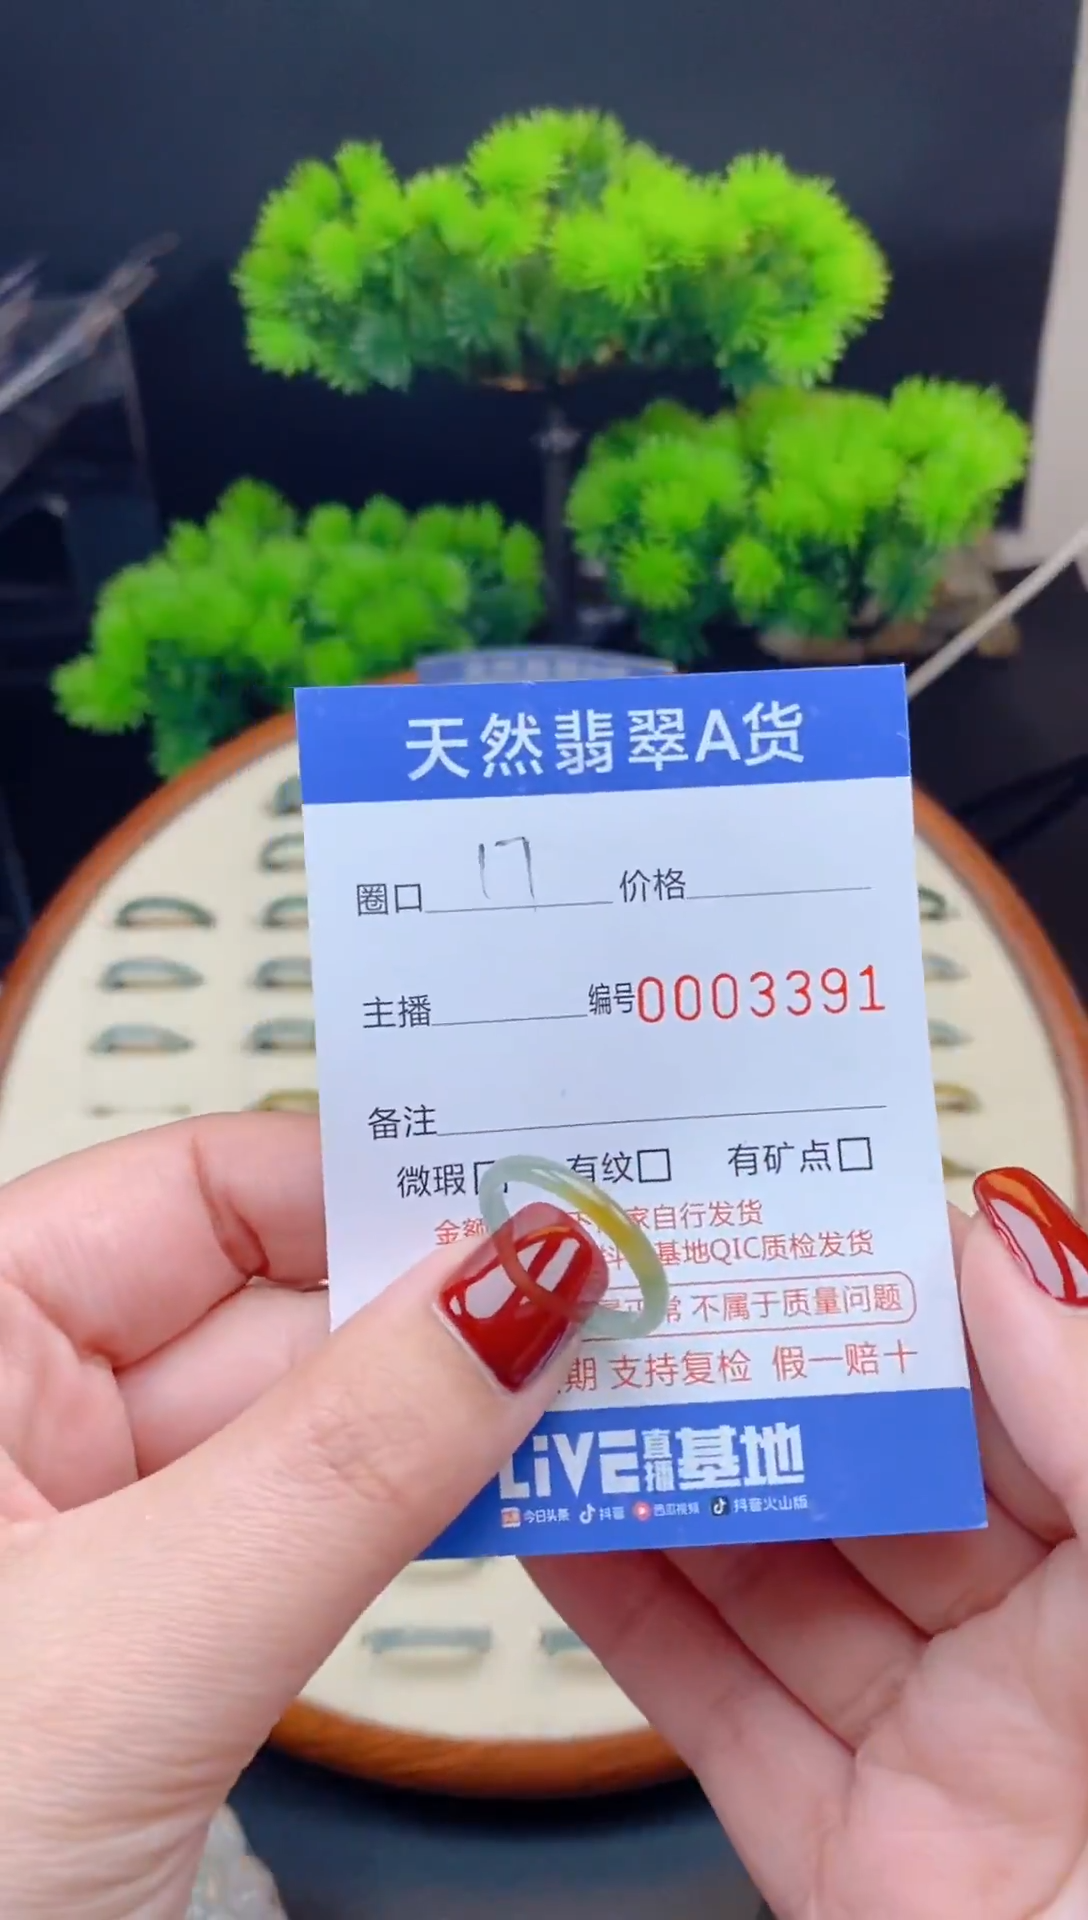 天然翡翠A货
圈口 17 价格
主播 编号0003391
备注
微瑕□ 有纹□ 有矿点□
金额 家自行发货
基地QIC质检发货
正常 不属于质量问题
期 支持复检 假一赔十
LiVE直播基地
今日头条 抖音 西瓜视频 抖音火山版